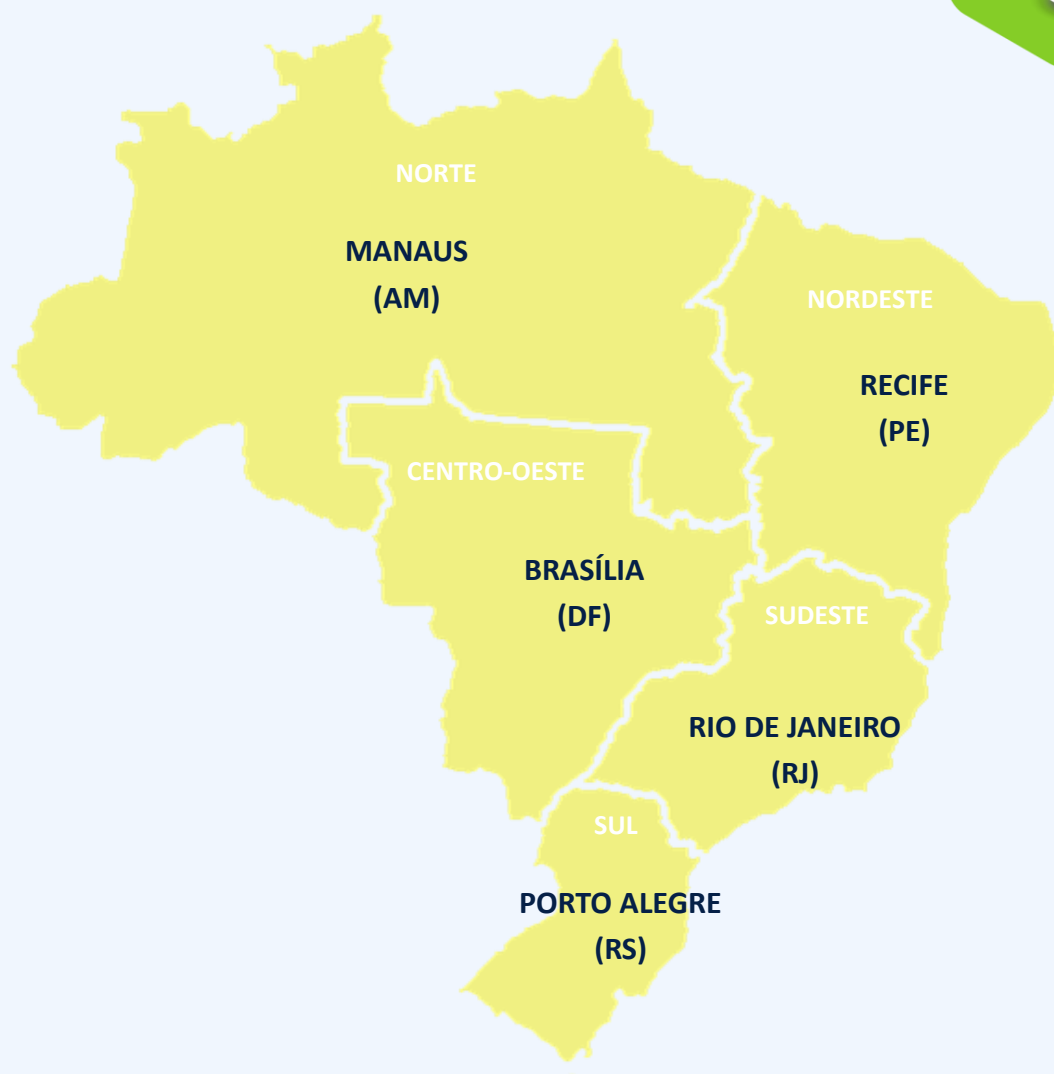 NORTE
MANAUS
(AM)
NORDESTE
RECIFE
(PE)
CENTRO-OESTE
BRASÍLIA
(DF)
SUDESTE
RIO DE JANEIRO
(RJ)
SUL
PORTO ALEGRE
(RS)